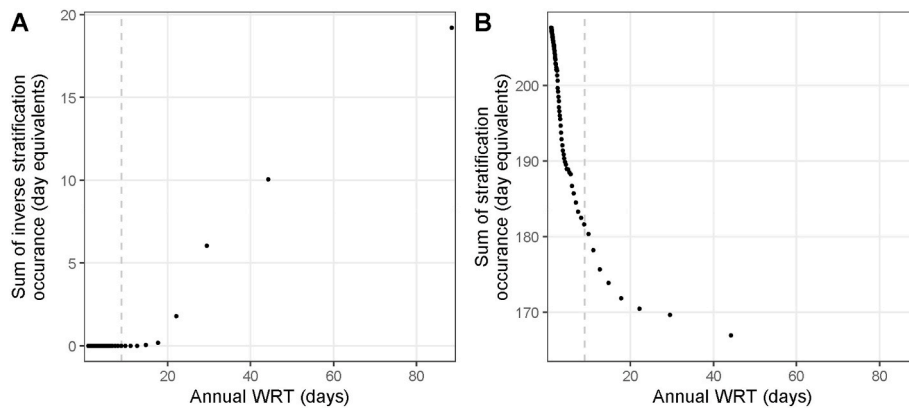 A
Sum of inverse stratification
occurance (day equivalents)
20
15
10
5
0
20
40
60
80
Annual WRT (days)
B
Sum of stratification
occurance (day equivalents)
200
190
180
170
20
40
60
80
Annual WRT (days)